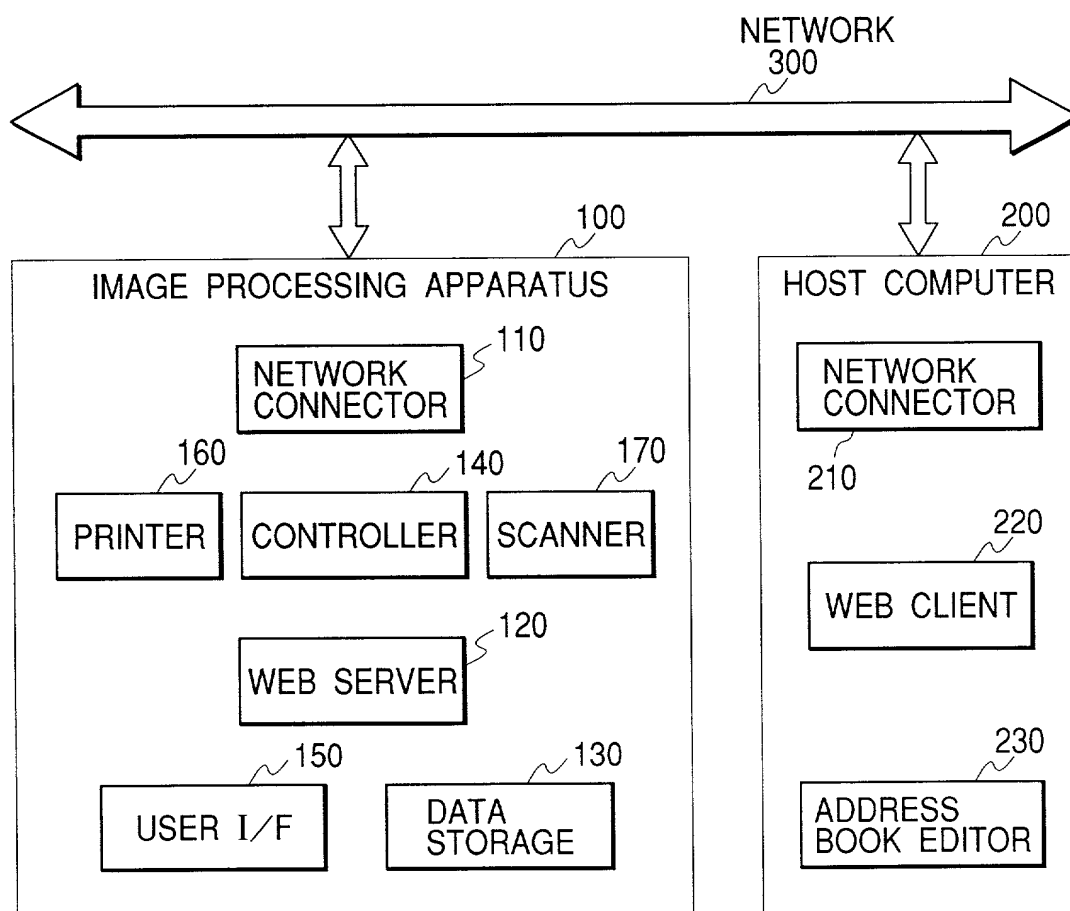 NETWORK
300
100
IMAGE PROCESSING APPARATUS
110
NETWORK
CONNECTOR
160
PRINTER
140
CONTROLLER
170
SCANNER
120
WEB SERVER
150
USER I/F
130
DATA
STORAGE
200
HOST COMPUTER
NETWORK
CONNECTOR
210
220
WEB CLIENT
230
ADDRESS
BOOK EDITOR